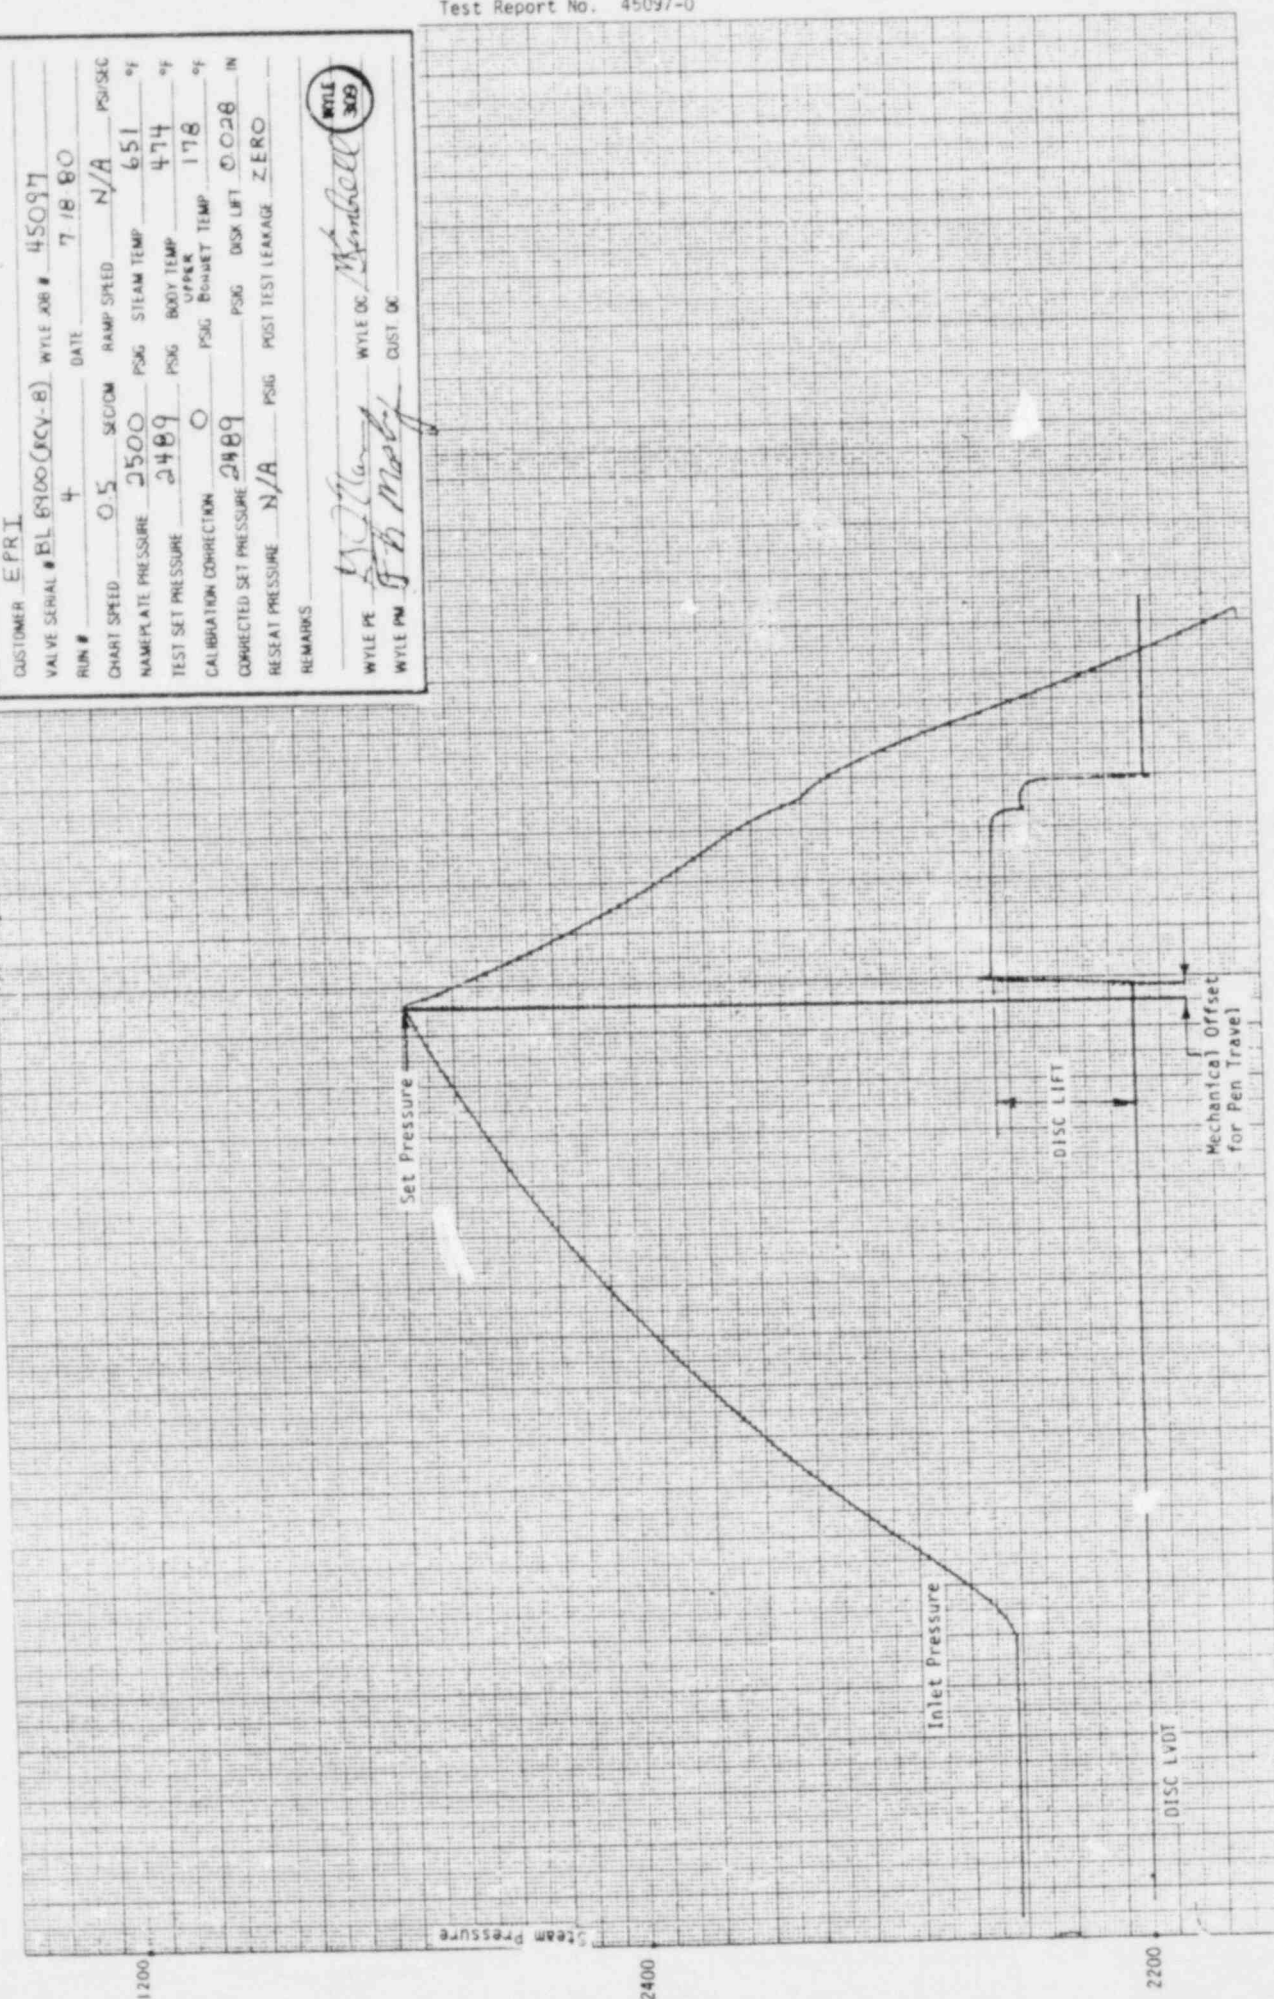 Test Report No. 45097-0
CUSTOMER EPRI
VALVE SERIAL # BL 8900 (RCV-8) WYLE JOB # 45097
RUN # 4 DATE 7 18 80
CHART SPEED 0.5 SEC/CM RAMP SPEED N/A PSI/SEC
NAMEPLATE PRESSURE 2500 PSIG STEAM TEMP 651 °F
TEST SET PRESSURE 2489 PSIG BODY TEMP 474 °F
CALIBRATION CORRECTION 0 PSIG UPPER BONNET TEMP 178 °F
CORRECTED SET PRESSURE 2489 PSIG DISK LIFT 0.028 IN
RESEAT PRESSURE N/A PSIG POST TEST LEAKAGE ZERO
REMARKS
WYLE PE WYLE QC Kimbrell
WYLE PM Mosby CUST. QC
WYLE 309
Set Pressure
Inlet Pressure
DISC LIFT
Mechanical Offset
for Pen Travel
DISC LVDT
Steam Pressure
1200
2400
2200